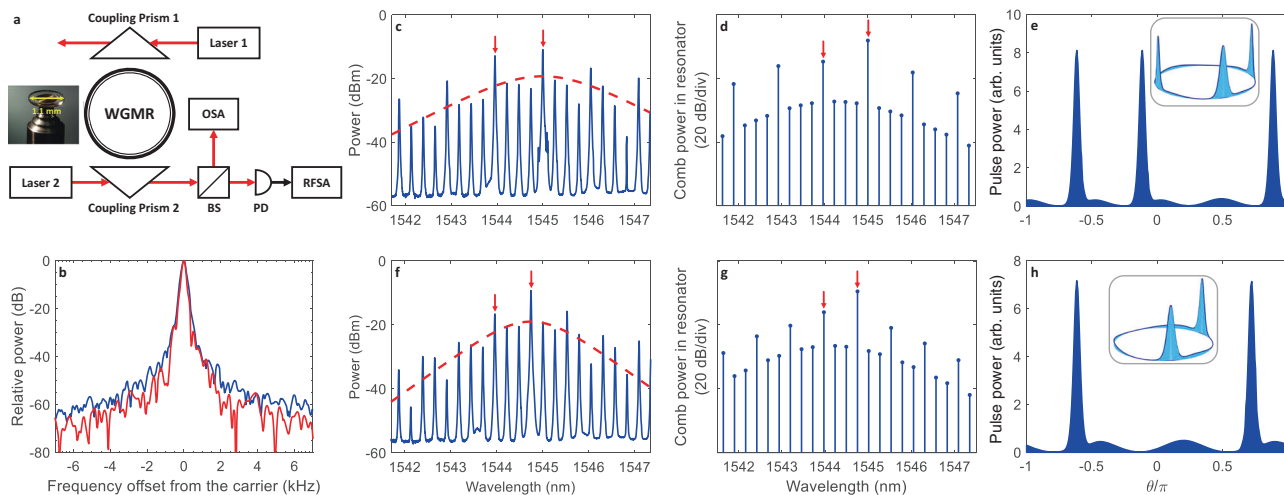 a
Coupling Prism 1
Laser 1
1.1 mm
WGMR
OSA
Laser 2
Coupling Prism 2
BS
PD
RFSA
b
Relative power (dB)
0
-20
-40
-60
-80
-6
-4
-2
0
2
4
6
Frequency offset from the carrier (kHz)
c
Power (dBm)
0
-20
-40
-60
1542
1543
1544
1545
1546
1547
d
Comb power in resonator
(20 dB/div)
1542
1543
1544
1545
1546
1547
e
Pulse power (arb. units)
10
8
6
4
2
0
-1
-0.5
0
0.5
f
Power (dBm)
0
-20
-40
-60
1542
1543
1544
1545
1546
1547
Wavelength (nm)
g
Comb power in resonator
(20 dB/div)
1542
1543
1544
1545
1546
1547
Wavelength (nm)
h
Pulse power (arb. units)
8
6
4
2
0
-1
-0.5
0
0.5
θ/π